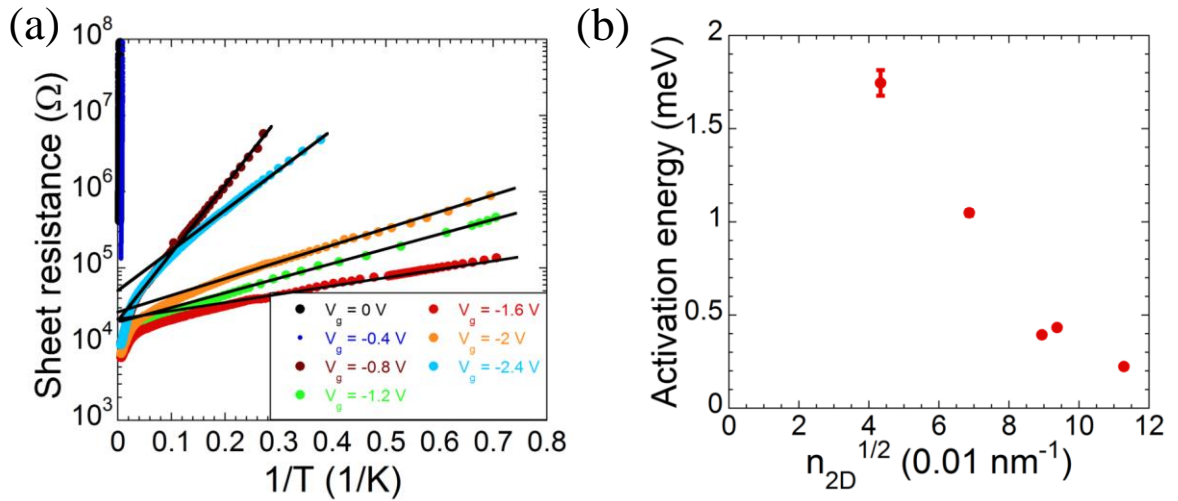 (a)
Sheet resistance (Ω)
10^8
10^7
10^6
10^5
10^4
10^3
V_g = 0 V
V_g = -0.4 V
V_g = -0.8 V
V_g = -1.2 V
V_g = -1.6 V
V_g = -2 V
V_g = -2.4 V
0 0.1 0.2 0.3 0.4 0.5 0.6 0.7 0.8
1/T (1/K)
(b)
Activation energy (meV)
2
1.5
1
0.5
0
0 2 4 6 8 10 12
n_2D^1/2 (0.01 nm^-1)